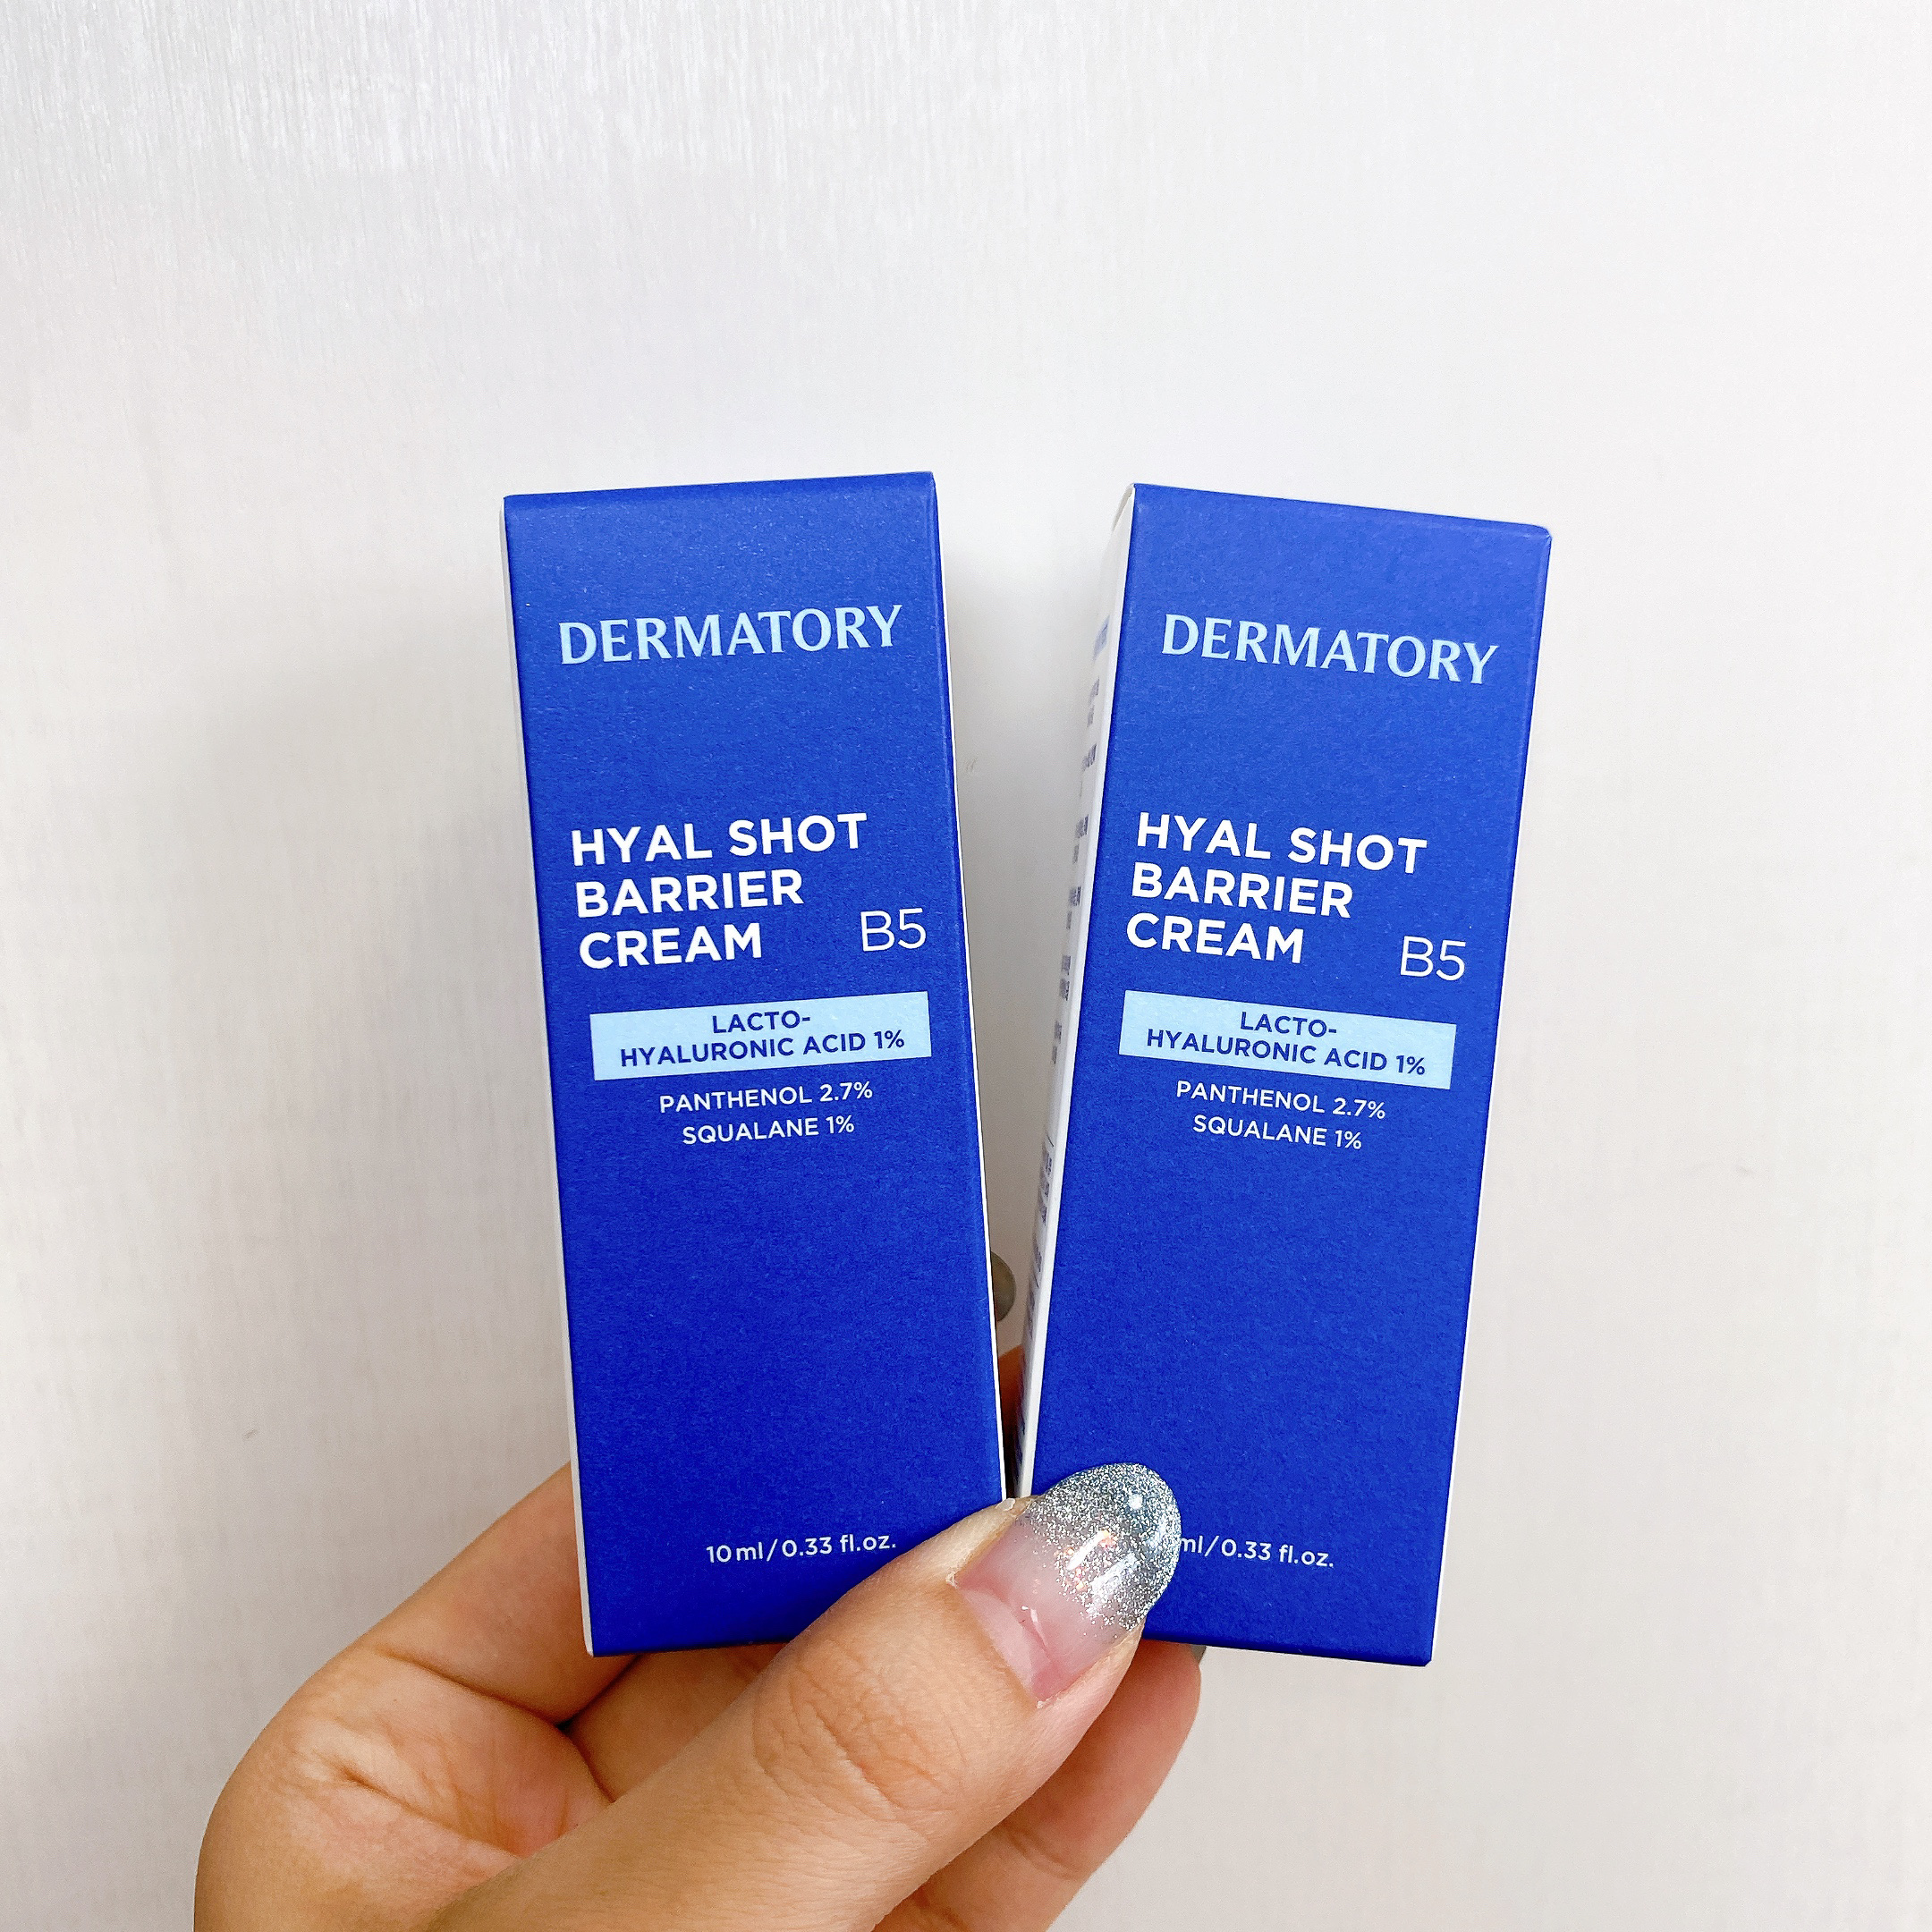 DERMATORY
HYAL SHOT
BARRIER
CREAM B5
LACTO-
HYALURONIC ACID 1%
PANTHENOL 2.7%
SQUALANE 1%
10 ml / 0.33 fl.oz.
DERMATORY
HYAL SHOT
BARRIER
CREAM B5
LACTO-
HYALURONIC ACID 1%
PANTHENOL 2.7%
SQUALANE 1%
ml / 0.33 fl.oz.